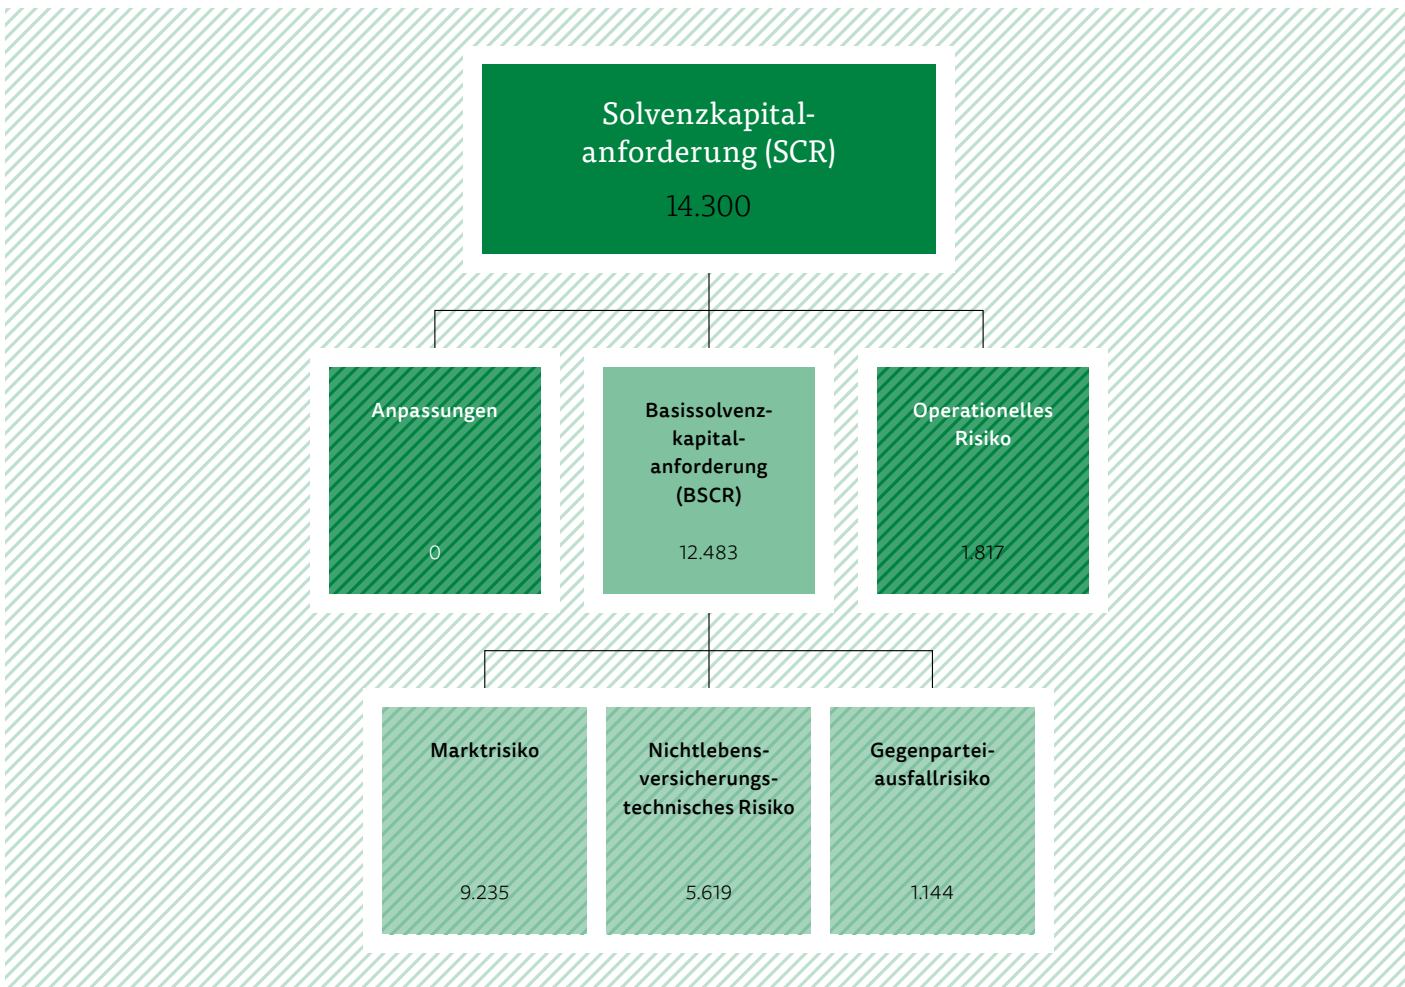 Solvenzkapital-
anforderung (SCR)
14.300
Anpassungen
0
Basissolvenz-
kapital-
anforderung
(BSCR)
12.483
Operationelles
Risiko
1.817
Marktrisiko
9.235
Nichtlebens-
versicherungs-
technisches Risiko
5.619
Gegenpartei-
ausfallrisiko
1.144